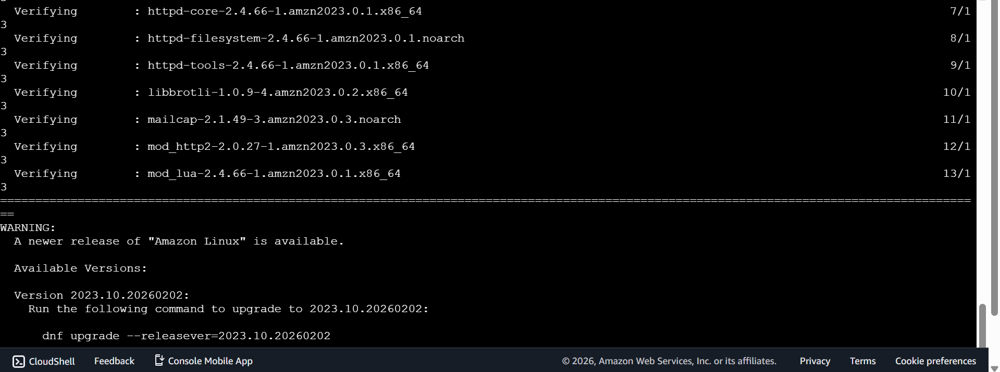 Verifying : httpd-core-2.4.66-1.amzn2023.0.1.x86_64 7/1
3
Verifying : httpd-filesystem-2.4.66-1.amzn2023.0.1.noarch 8/1
3
Verifying : httpd-tools-2.4.66-1.amzn2023.0.1.x86_64 9/1
3
Verifying : libbrotli-1.0.9-4.amzn2023.0.2.x86_64 10/1
3
Verifying : mailcap-2.1.49-3.amzn2023.0.3.noarch 11/1
3
Verifying : mod_http2-2.0.27-1.amzn2023.0.3.x86_64 12/1
3
Verifying : mod_lua-2.4.66-1.amzn2023.0.1.x86_64 13/1
3
==========================================================================================================================================
==
WARNING:
A newer release of "Amazon Linux" is available.
Available Versions:
Version 2023.10.20260202:
Run the following command to upgrade to 2023.10.20260202:
dnf upgrade --releasever=2023.10.20260202
CloudShell Feedback Console Mobile App © 2026, Amazon Web Services, Inc. or its affiliates. Privacy Terms Cookie preferences